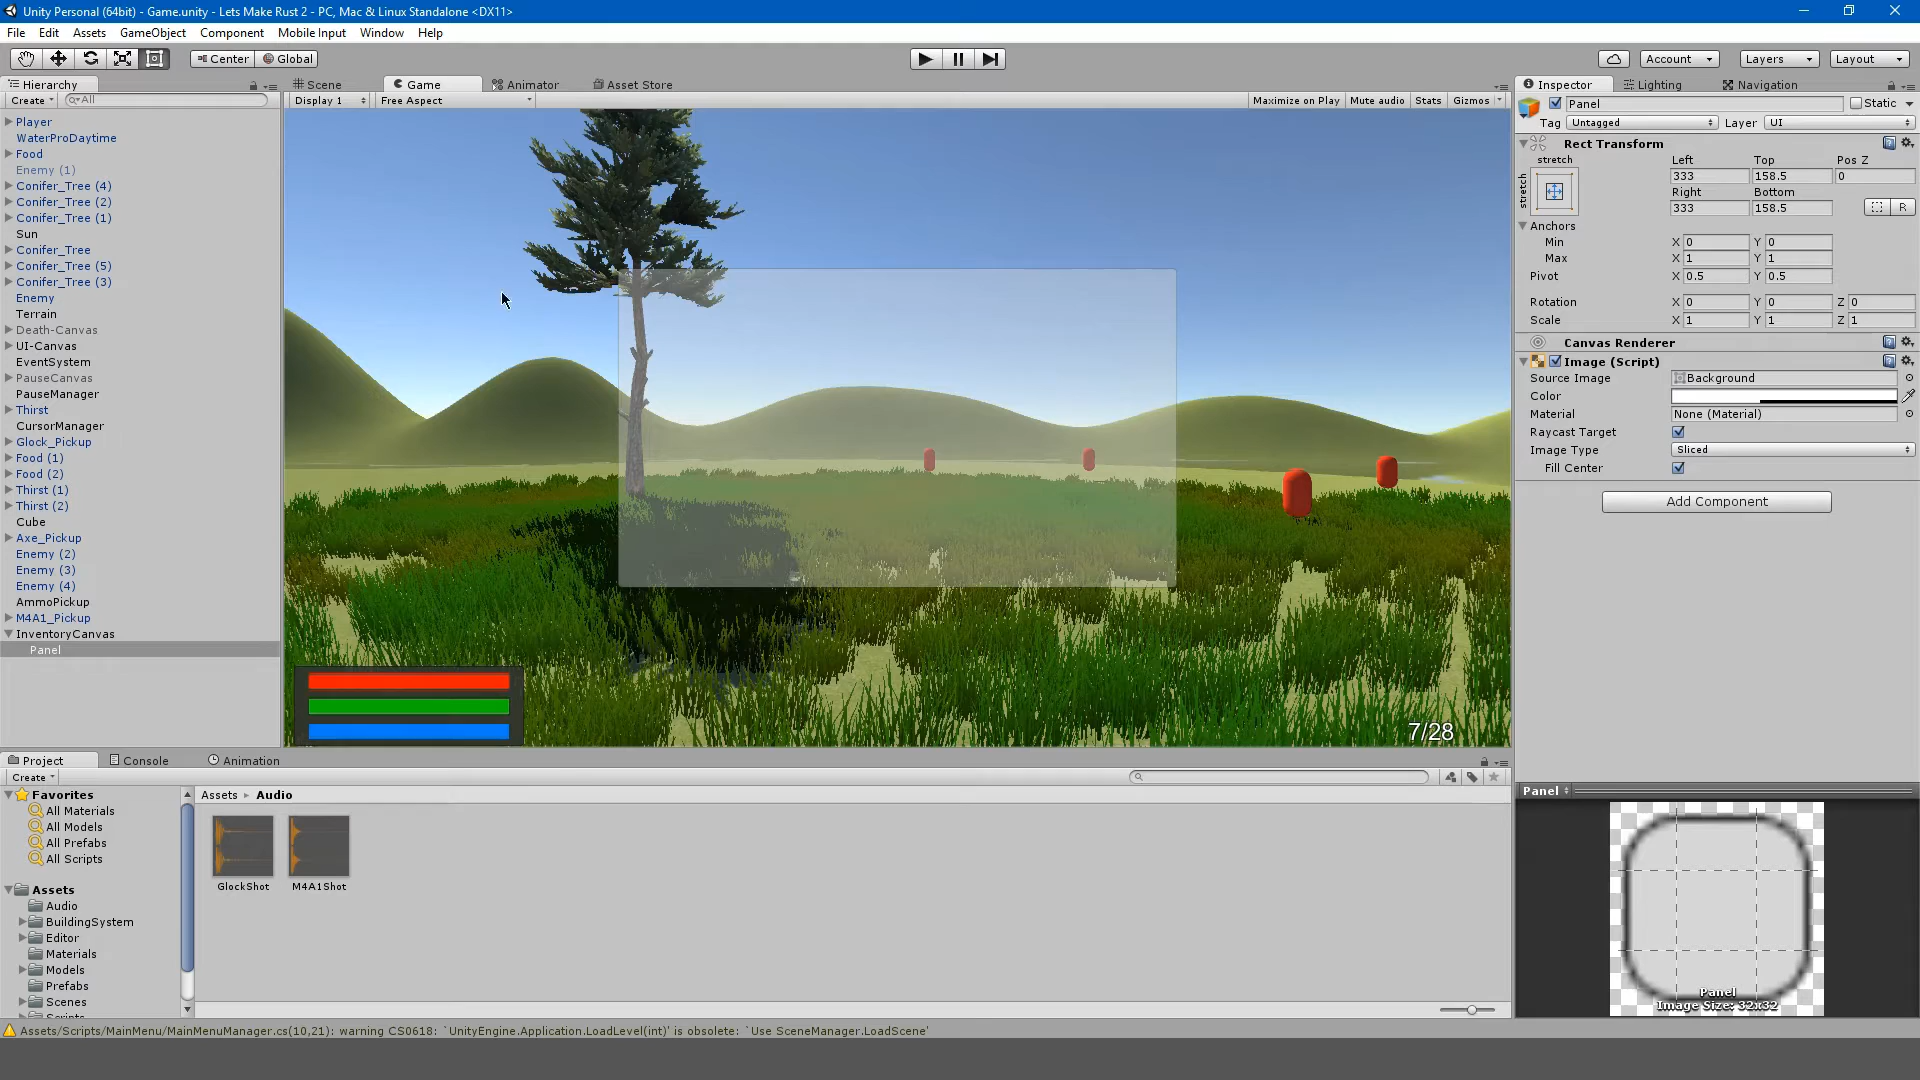 Unity Personal (64bit) - Game.unity - Lets Make Rust 2 - PC, Mac & Linux Standalone <DX11>
File Edit Assets GameObject Component Mobile Input Window Help
Center Global Account Layers Layout
Hierarchy Scene Game Animator Asset Store Inspector Lighting Navigation
Create All Display 1 Free Aspect Maximize on Play Mute audio Stats Gizmos
Panel Static
Tag Untagged Layer UI
Player
WaterProDaytime
Food
Enemy (1)
Conifer_Tree (4)
Conifer_Tree (2)
Conifer_Tree (1)
Sun
Conifer_Tree
Conifer_Tree (5)
Conifer_Tree (3)
Enemy
Terrain
Death-Canvas
UI-Canvas
EventSystem
PauseCanvas
PauseManager
Thirst
CursorManager
Glock_Pickup
Food (1)
Food (2)
Thirst (1)
Thirst (2)
Cube
Axe_Pickup
Enemy (2)
Enemy (3)
Enemy (4)
AmmoPickup
M4A1_Pickup
InventoryCanvas
Panel
7/28
Rect Transform
stretch Left Top Pos Z
stretch 333 158.5 0
Right Bottom
333 158.5 R
Anchors
Min X 0 Y 0
Max X 1 Y 1
Pivot X 0.5 Y 0.5
Rotation X 0 Y 0 Z 0
Scale X 1 Y 1 Z 1
Canvas Renderer
Image (Script)
Source Image Background
Color
Material None (Material)
Raycast Target
Image Type Sliced
Fill Center
Add Component
Project Console Animation
Create
Favorites
All Materials
All Models
All Prefabs
All Scripts
Assets
Audio
BuildingSystem
Editor
Materials
Models
Prefabs
Scenes
Scripts
Assets Audio
GlockShot M4A1Shot
Panel
Panel
Image Size: 32x32
Assets/Scripts/MainMenu/MainMenuManager.cs(10,21): warning CS0618: `UnityEngine.Application.LoadLevel(int)' is obsolete: `Use SceneManager.LoadScene'